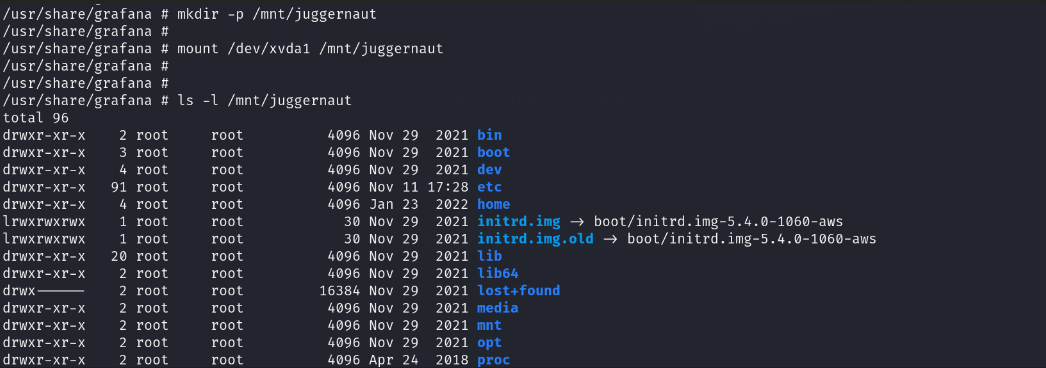 /usr/share/grafana # mkdir -p /mnt/juggernaut
/usr/share/grafana #
/usr/share/grafana # mount /dev/xvda1 /mnt/juggernaut
/usr/share/grafana #
/usr/share/grafana #
/usr/share/grafana # ls -l /mnt/juggernaut
total 96
drwxr-xr-x    2 root     root          4096 Nov 29  2021 bin
drwxr-xr-x    3 root     root          4096 Nov 29  2021 boot
drwxr-xr-x    4 root     root          4096 Nov 29  2021 dev
drwxr-xr-x   91 root     root          4096 Nov 11 17:28 etc
drwxr-xr-x    4 root     root          4096 Jan 23  2022 home
lrwxrwxrwx    1 root     root            30 Nov 29  2021 initrd.img -> boot/initrd.img-5.4.0-1060-aws
lrwxrwxrwx    1 root     root            30 Nov 29  2021 initrd.img.old -> boot/initrd.img-5.4.0-1060-aws
drwxr-xr-x   20 root     root          4096 Nov 29  2021 lib
drwxr-xr-x    2 root     root          4096 Nov 29  2021 lib64
drwx------    2 root     root         16384 Nov 29  2021 lost+found
drwxr-xr-x    2 root     root          4096 Nov 29  2021 media
drwxr-xr-x    2 root     root          4096 Nov 29  2021 mnt
drwxr-xr-x    2 root     root          4096 Nov 29  2021 opt
drwxr-xr-x    2 root     root          4096 Apr 24  2018 proc